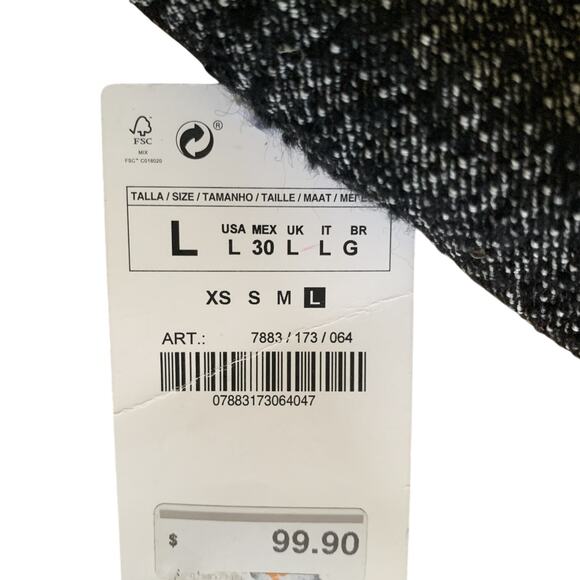 FSC
MIX
FSC™ C018020
®
TALLA / SIZE / TAMANHO / TAILLE / MAAT /
L
USA MEX UK IT BR
L 30 L L G
XS S M L
ART.: 7883 / 173 / 064
07883173064047
$ 99.90